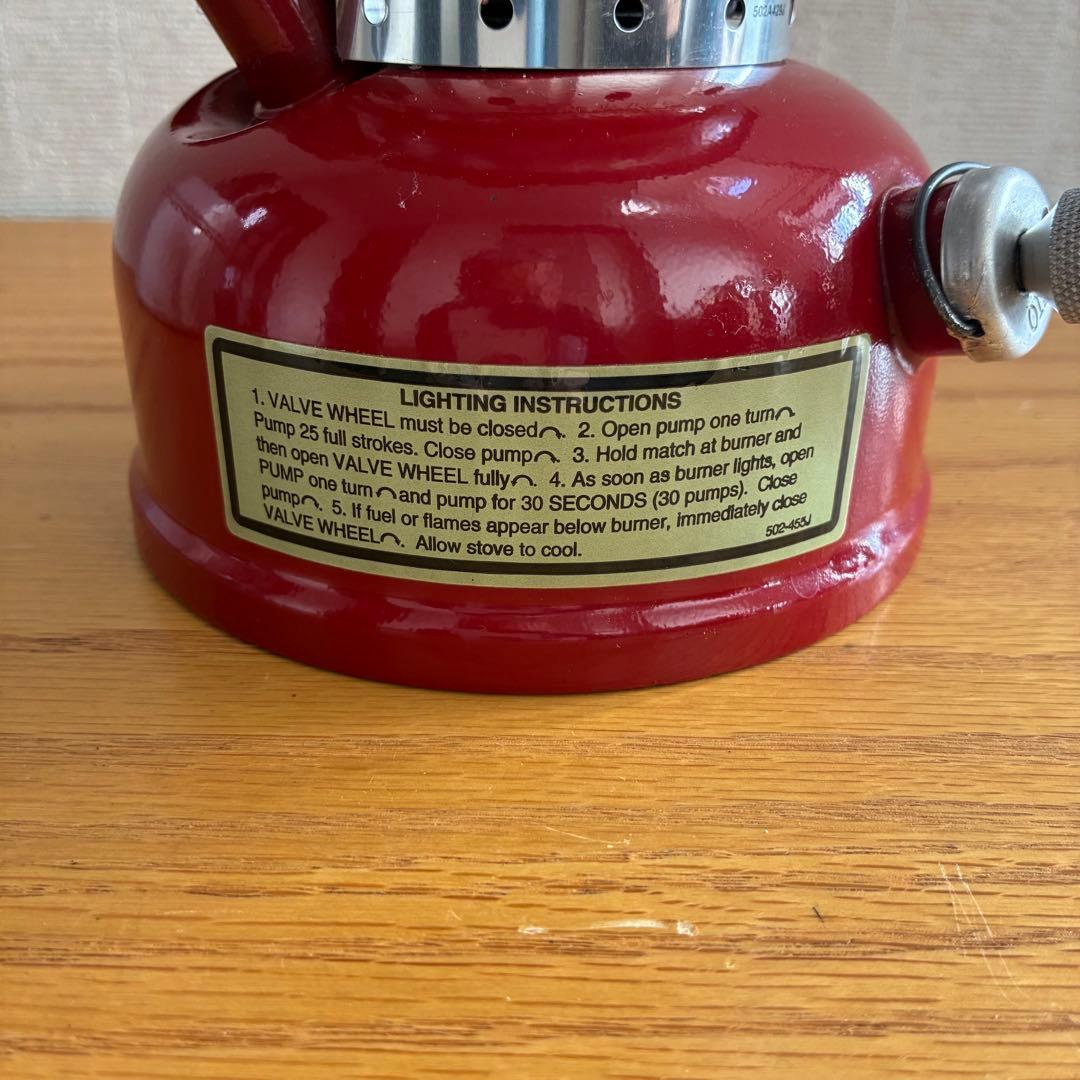 502A429J
LIGHTING INSTRUCTIONS
1. VALVE WHEEL must be closed↷. 2. Open pump one turn↶.
Pump 25 full strokes. Close pump↷. 3. Hold match at burner and
then open VALVE WHEEL fully↶. 4. As soon as burner lights, open
PUMP one turn↶ and pump for 30 SECONDS (30 pumps). Close
pump↷. 5. If fuel or flames appear below burner, immediately close
VALVE WHEEL↷. Allow stove to cool.
502-455J